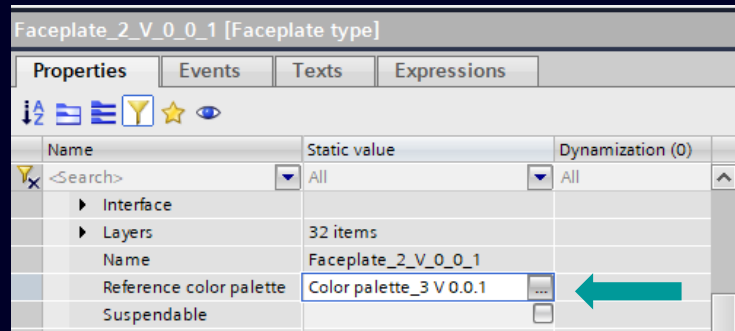 Faceplate_2_V_0_0_1 [Faceplate type]
Properties Events Texts Expressions
Name Static value Dynamization (0)
<Search> All All
Interface
Layers 32 items
Name Faceplate_2_V_0_0_1
Reference color palette Color palette_3 V 0.0.1 ...
Suspendable